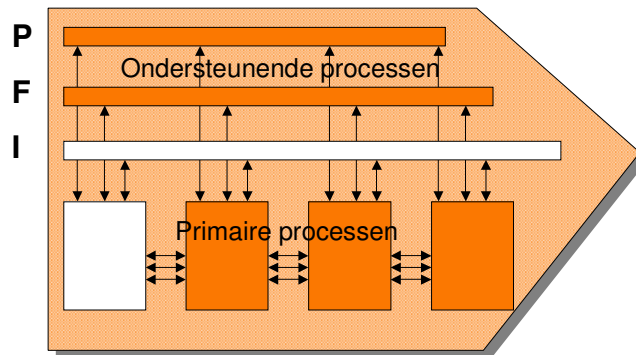 P
Ondersteunende processen
F
I
Primaire processen